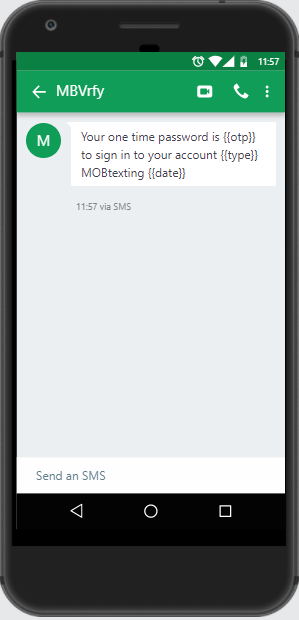 11:57
MBVrfy
M
Your one time password is {{otp}}
to sign in to your account {{type}}
MOBtexting {{date}}
11:57 via SMS
Send an SMS